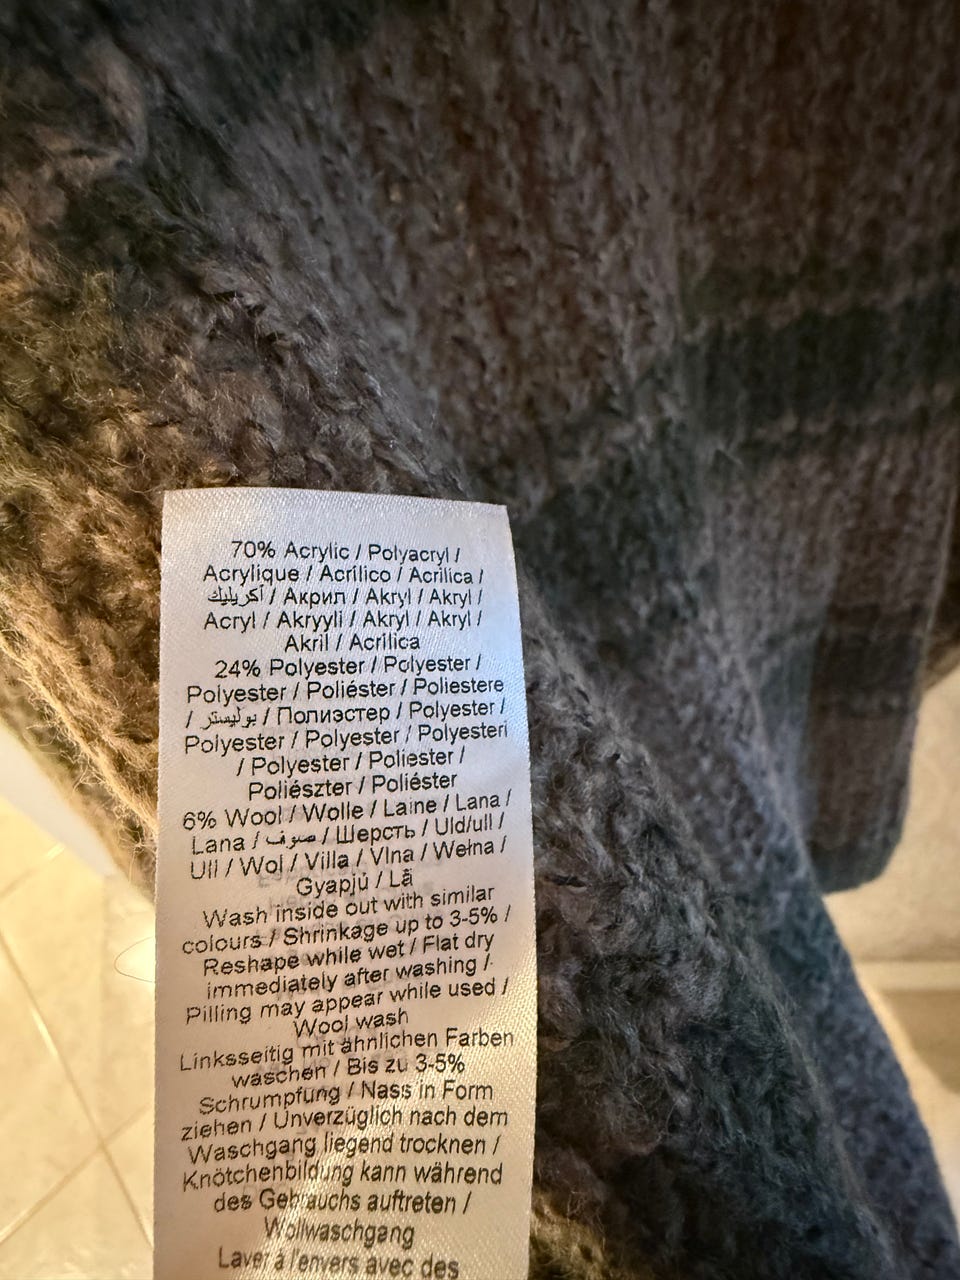 70% Acrylic / Polyacryl /
Acrylique / Acrílico / Acrilica /
أكريليك / Акрил / Akryl / Akryl /
Acryl / Akryyli / Akryl / Akryl /
Akril / Acrílica
24% Polyester / Polyester /
Polyester / Poliéster / Poliestere
/ بوليستر / Полиэстер / Polyester /
Polyester / Polyester / Polyesteri
/ Polyester / Poliester /
Poliészter / Poliéster
6% Wool / Wolle / Laine / Lana /
Lana / صوف / Шерсть / Uld/ull /
Ull / Wol / Villa / Vlna / Wełna /
Gyapjú / Lã
Wash inside out with similar
colours / Shrinkage up to 3-5% /
Reshape while wet / Flat dry
immediately after washing /
Pilling may appear while used /
Wool wash
Linksseitig mit ähnlichen Farben
waschen / Bis zu 3-5%
Schrumpfung / Nass in Form
ziehen / Unverzüglich nach dem
Waschgang liegend trocknen /
Knötchenbildung kann während
des Gebrauchs auftreten /
Wollwaschgang
Laver à l'envers avec des